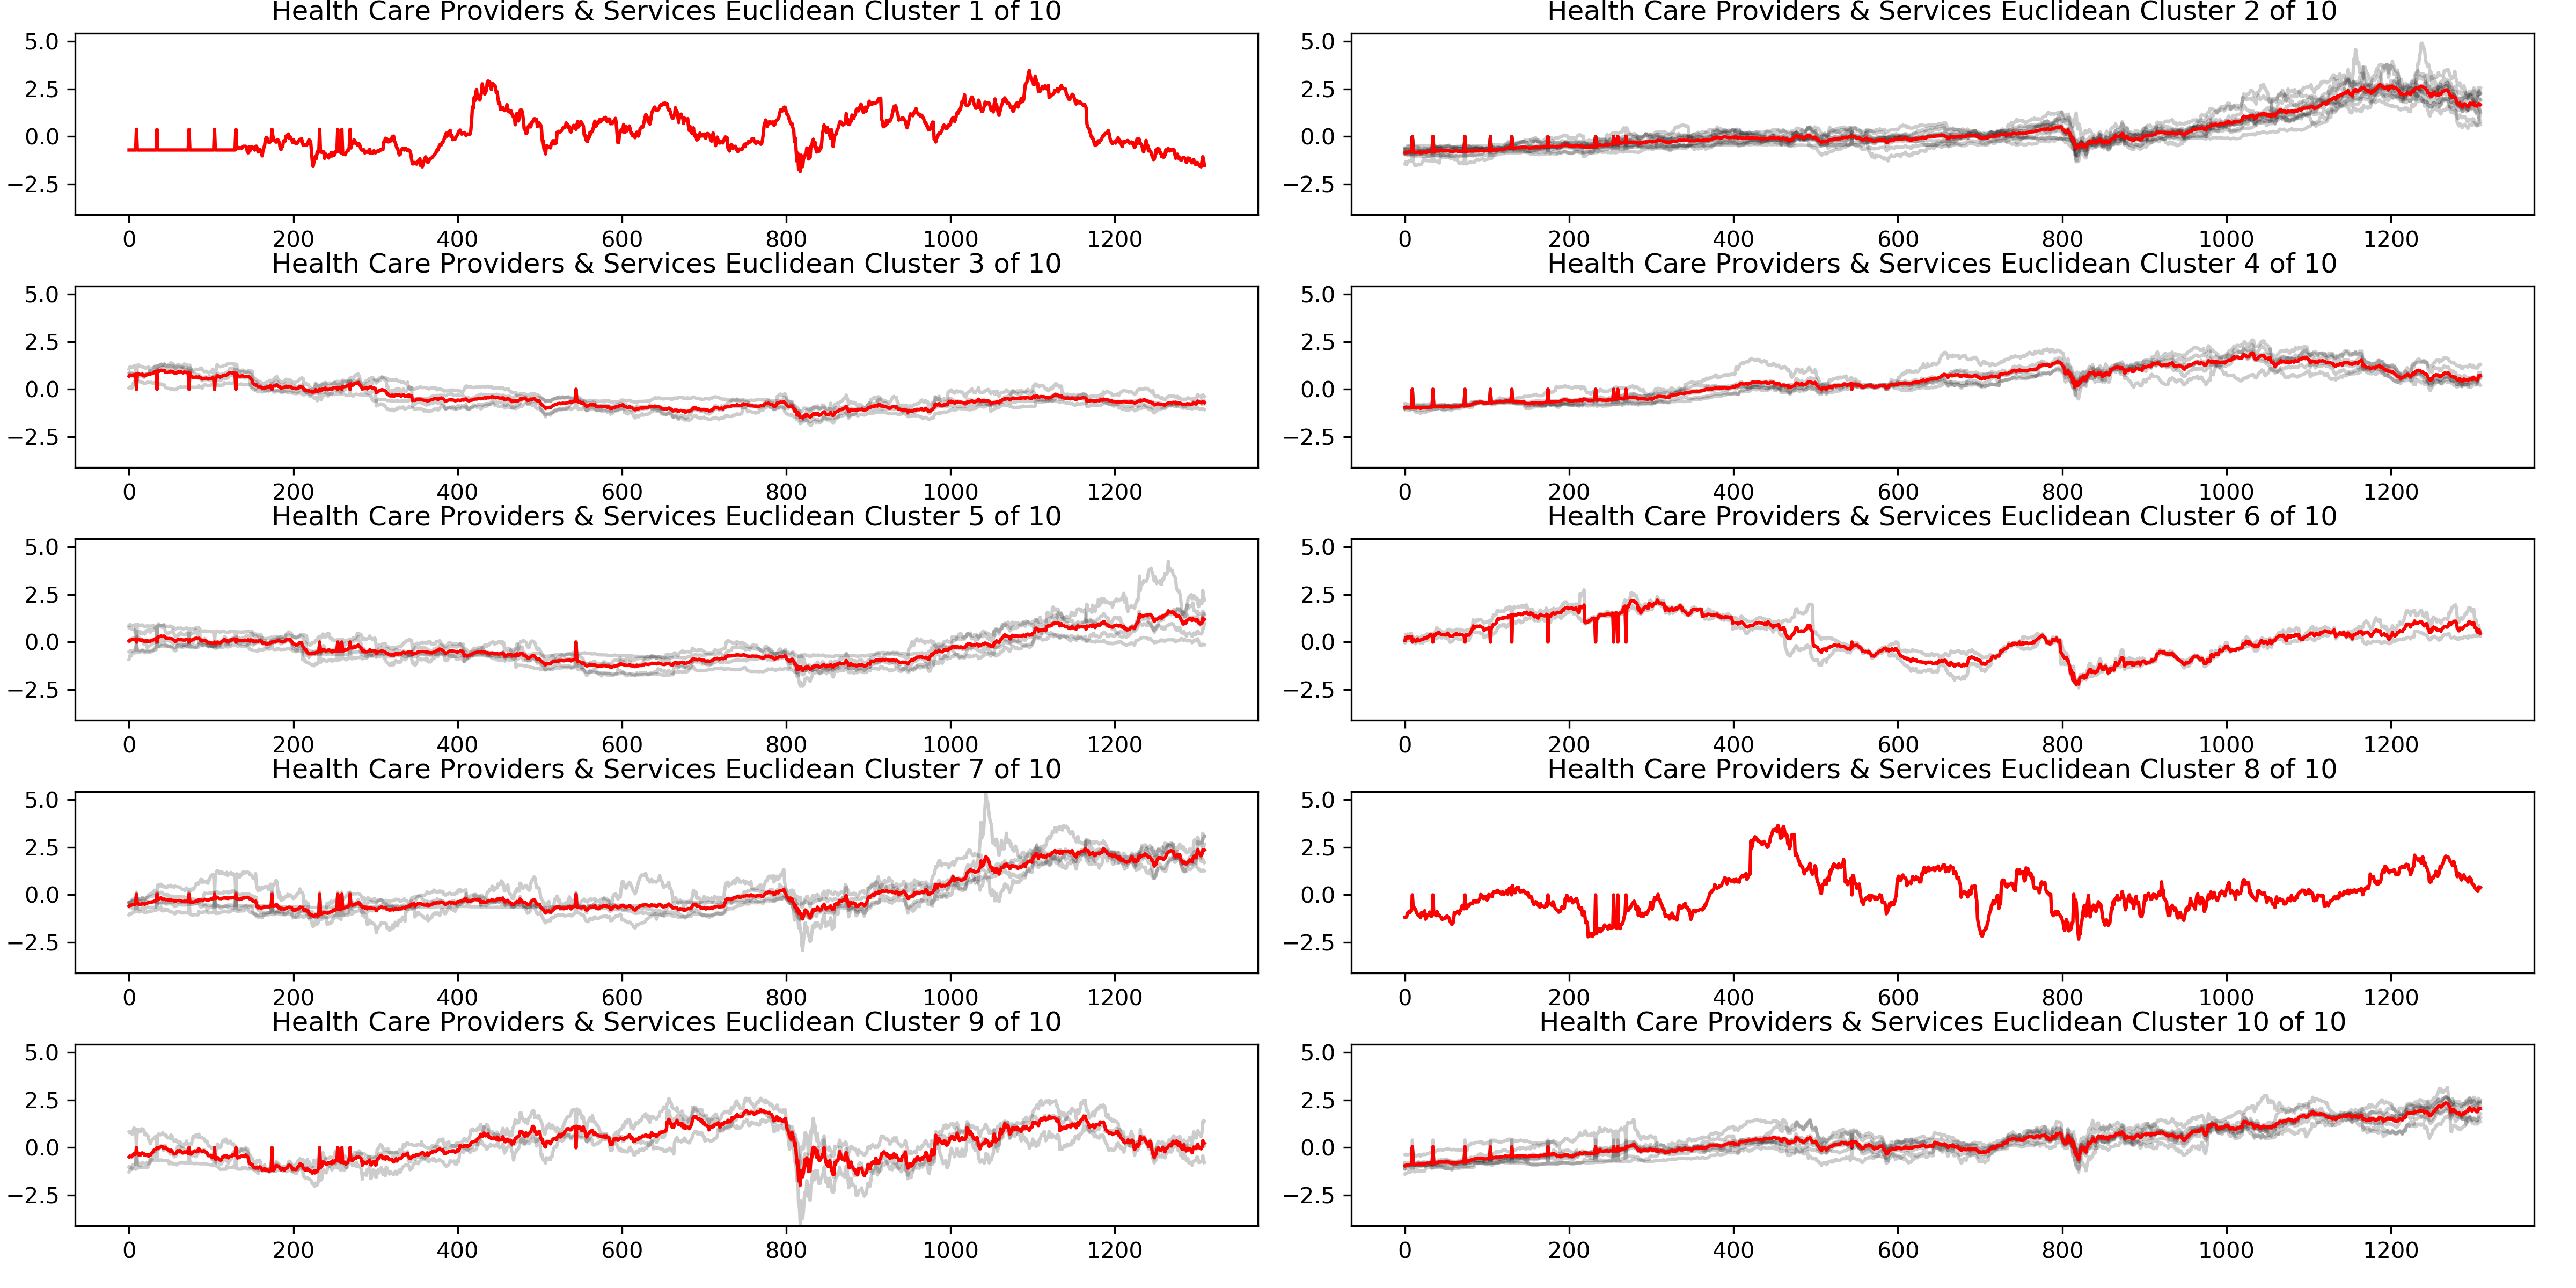 Health Care Providers & Services Euclidean Cluster 1 of 10
5.0
2.5
0.0
−2.5
0 200 400 600 800 1000 1200
Health Care Providers & Services Euclidean Cluster 2 of 10
5.0
2.5
0.0
−2.5
0 200 400 600 800 1000 1200
Health Care Providers & Services Euclidean Cluster 3 of 10
5.0
2.5
0.0
−2.5
0 200 400 600 800 1000 1200
Health Care Providers & Services Euclidean Cluster 4 of 10
5.0
2.5
0.0
−2.5
0 200 400 600 800 1000 1200
Health Care Providers & Services Euclidean Cluster 5 of 10
5.0
2.5
0.0
−2.5
0 200 400 600 800 1000 1200
Health Care Providers & Services Euclidean Cluster 6 of 10
5.0
2.5
0.0
−2.5
0 200 400 600 800 1000 1200
Health Care Providers & Services Euclidean Cluster 7 of 10
5.0
2.5
0.0
−2.5
0 200 400 600 800 1000 1200
Health Care Providers & Services Euclidean Cluster 8 of 10
5.0
2.5
0.0
−2.5
0 200 400 600 800 1000 1200
Health Care Providers & Services Euclidean Cluster 9 of 10
5.0
2.5
0.0
−2.5
0 200 400 600 800 1000 1200
Health Care Providers & Services Euclidean Cluster 10 of 10
5.0
2.5
0.0
−2.5
0 200 400 600 800 1000 1200